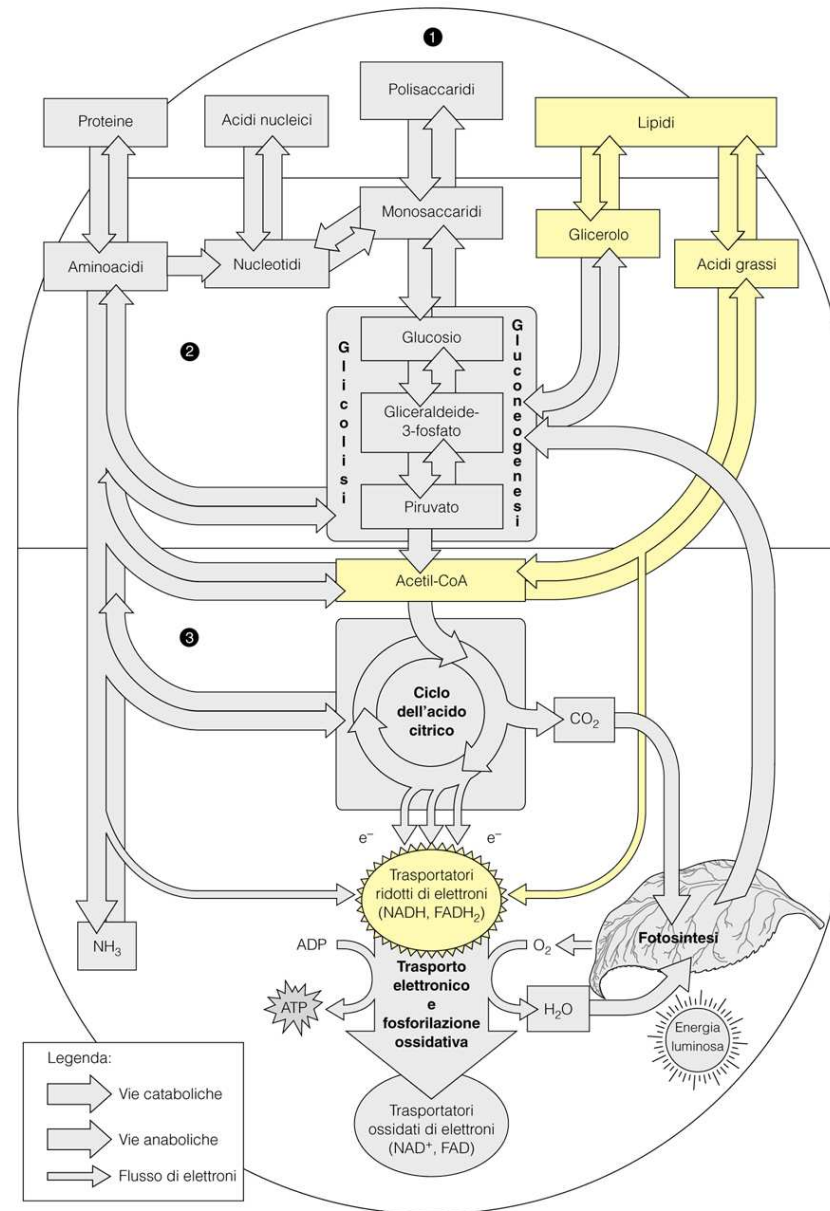 1
Polisaccaridi
Proteine
Acidi nucleici
Lipidi
Monosaccaridi
Glicerolo
Aminoacidi
Nucleotidi
Acidi grassi
2
Glicolisi
Glucosio
Gliceraldeide-
3-fosfato
Piruvato
Gluconeogenesi
Acetil-CoA
3
Ciclo
dell'acido
citrico
CO₂
e⁻
e⁻
Trasportatori
ridotti di elettroni
(NADH, FADH₂)
NH₃
ADP
ATP
Trasporto
elettronico
e
fosforilazione
ossidativa
O₂
H₂O
Fotosintesi
Energia
luminosa
Trasportatori
ossidati di elettroni
(NAD⁺, FAD)
Legenda:
Vie cataboliche
Vie anaboliche
Flusso di elettroni